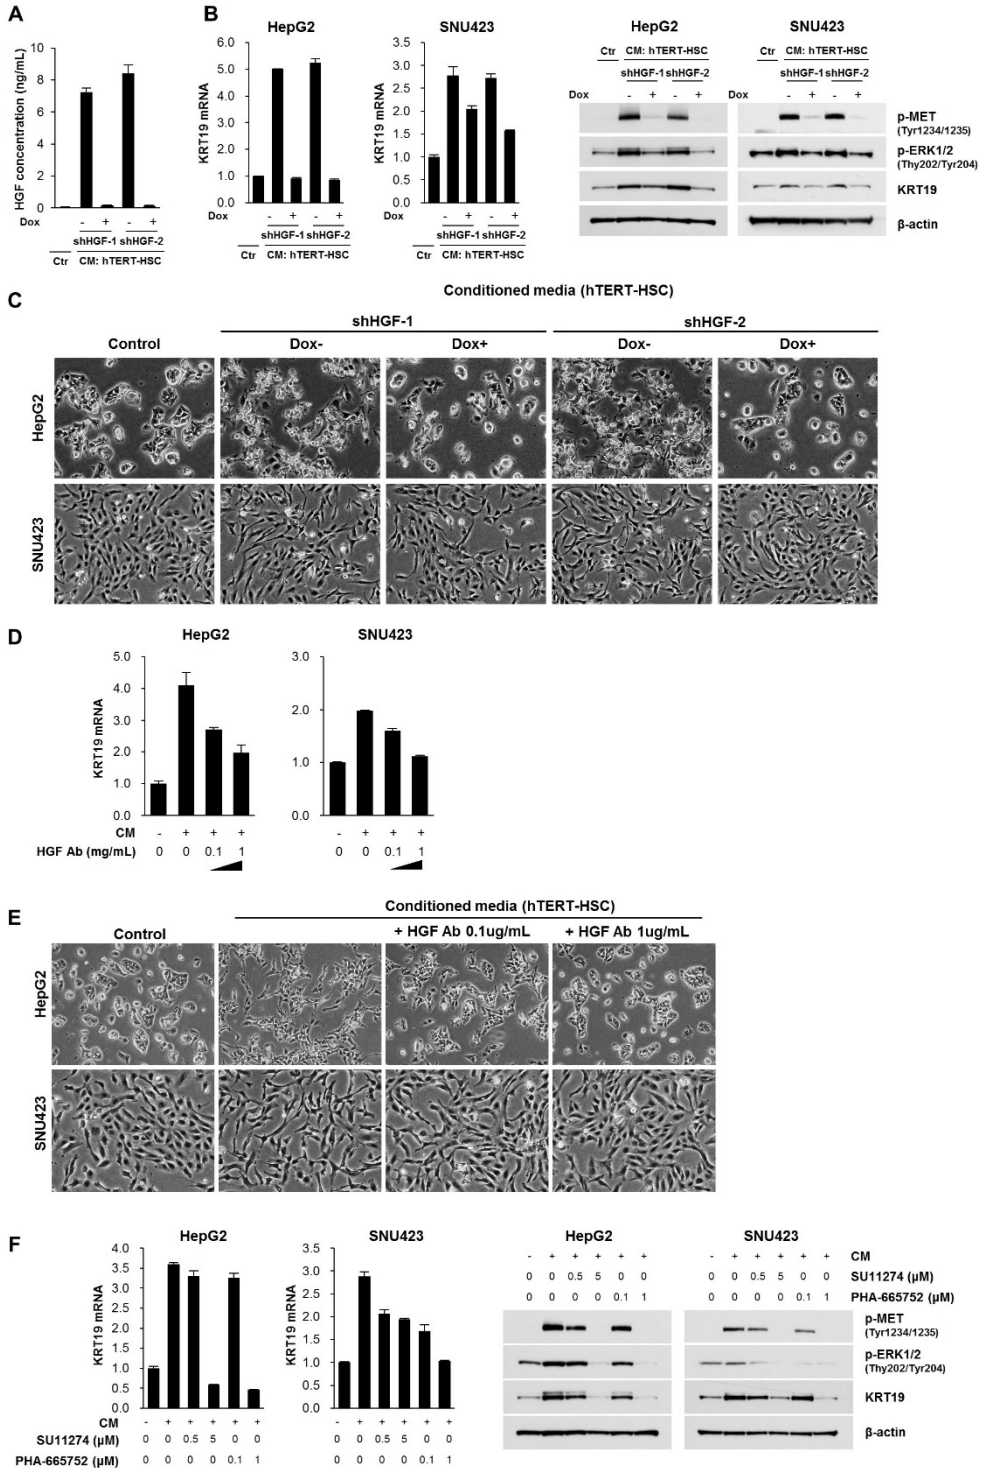 A
HGF concentration (ng/mL)
10
8
6
4
2
0
Dox - + - +
shHGF-1 shHGF-2
Ctr CM: hTERT-HSC
B
HepG2
KRT19 mRNA
6.0
5.0
4.0
3.0
2.0
1.0
0.0
Dox - + - +
shHGF-1 shHGF-2
Ctr CM: hTERT-HSC
SNU423
KRT19 mRNA
3.5
3.0
2.5
2.0
1.5
1.0
0.5
0.0
- + - +
shHGF-1 shHGF-2
Ctr CM: hTERT-HSC
HepG2 SNU423
Ctr CM: hTERT-HSC Ctr CM: hTERT-HSC
shHGF-1 shHGF-2 shHGF-1 shHGF-2
Dox - + - + - + - +
p-MET
(Tyr1234/1235)
p-ERK1/2
(Thy202/Tyr204)
KRT19
β-actin
C
Conditioned media (hTERT-HSC)
shHGF-1 shHGF-2
Control Dox- Dox+ Dox- Dox+
HepG2
SNU423
D
HepG2
KRT19 mRNA
5.0
4.0
3.0
2.0
1.0
0.0
SNU423
3.0
2.0
1.0
0.0
CM - + + + - + + +
HGF Ab (mg/mL) 0 0 0.1 1 0 0 0.1 1
E
Conditioned media (hTERT-HSC)
Control + HGF Ab 0.1ug/mL + HGF Ab 1ug/mL
HepG2
SNU423
F
HepG2
KRT19 mRNA
4.0
3.5
3.0
2.5
2.0
1.5
1.0
0.5
0.0
SNU423
KRT19 mRNA
3.5
3.0
2.5
2.0
1.5
1.0
0.5
0.0
- + + + + + CM - + + + + +
SU11274 (µM) 0 0 0.5 5 0 0 0 0 0.5 5 0 0
PHA-665752 (µM) 0 0 0 0 0.1 1 0 0 0 0 0.1 1
HepG2 SNU423
- + + + + + - + + + + + CM
0 0 0.5 5 0 0 0 0 0.5 5 0 0 SU11274 (µM)
0 0 0 0 0.1 1 0 0 0 0 0.1 1 PHA-665752 (µM)
p-MET
(Tyr1234/1235)
p-ERK1/2
(Thy202/Tyr204)
KRT19
β-actin